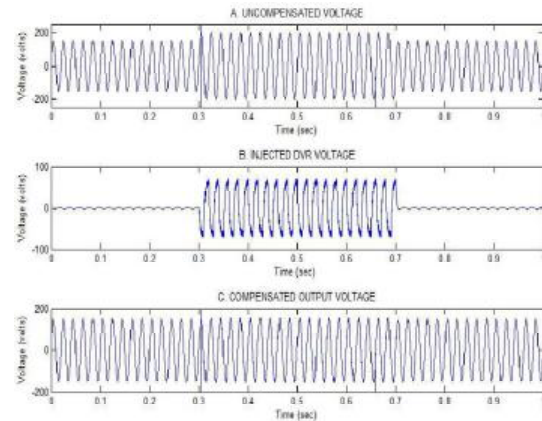 A. UNCOMPENSATED VOLTAGE
Voltage (volts)
200
0
-200
0 0.1 0.2 0.3 0.4 0.5 0.6 0.7 0.8 0.9
Time (sec)
B. INJECTED DVR VOLTAGE
Voltage (volts)
100
0
-100
0 0.1 0.2 0.3 0.4 0.5 0.6 0.7 0.8 0.9
Time (sec)
C. COMPENSATED OUTPUT VOLTAGE
Voltage (volts)
200
0
-200
0 0.1 0.2 0.3 0.4 0.5 0.6 0.7 0.8 0.9
Time (sec)